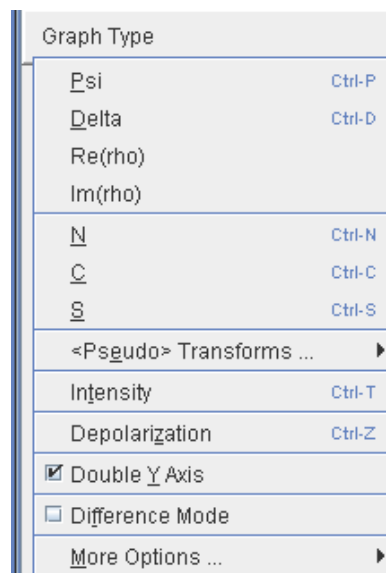 Graph Type
Psi Ctrl-P
Delta Ctrl-D
Re(rho)
Im(rho)
N Ctrl-N
C Ctrl-C
S Ctrl-S
<Pseudo> Transforms ...
Intensity Ctrl-T
Depolarization Ctrl-Z
Double Y Axis
Difference Mode
More Options ...